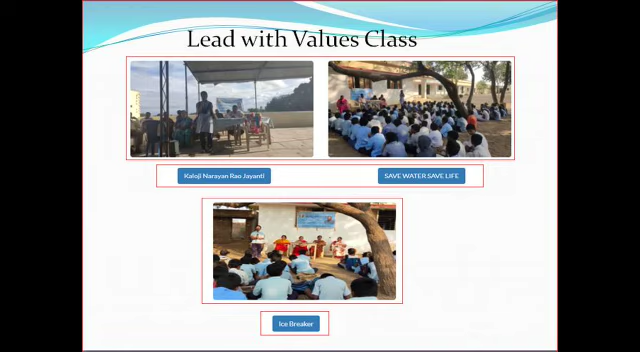 Lead with Values Class
Kaloji Narayan Rao Jayanti
SAVE WATER SAVE LIFE
Ice Breaker